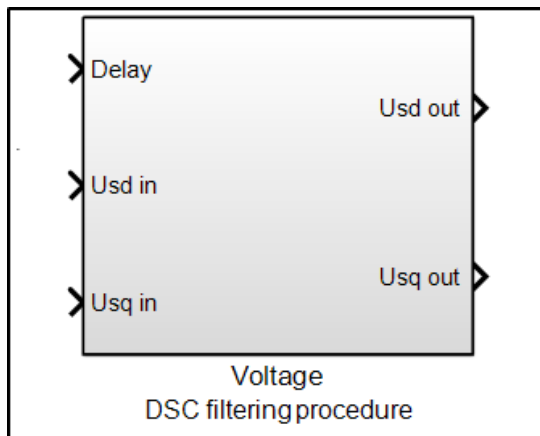 Delay
Usd in
Usq in
Usd out
Usq out
Voltage
DSC filtering procedure